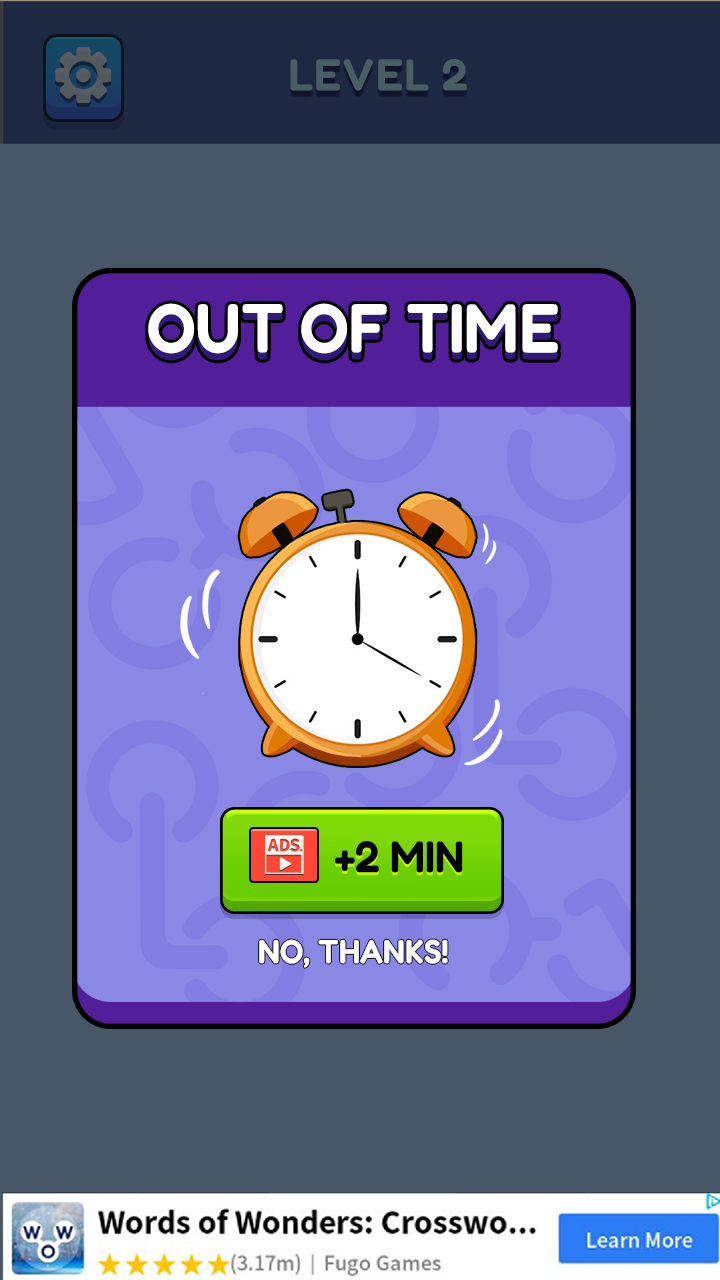 LEVEL 2
OUT OF TIME
ADS.
+2 MIN
NO, THANKS!
WOW
Words of Wonders: Crosswo...
(3.17m) | Fugo Games
Learn More